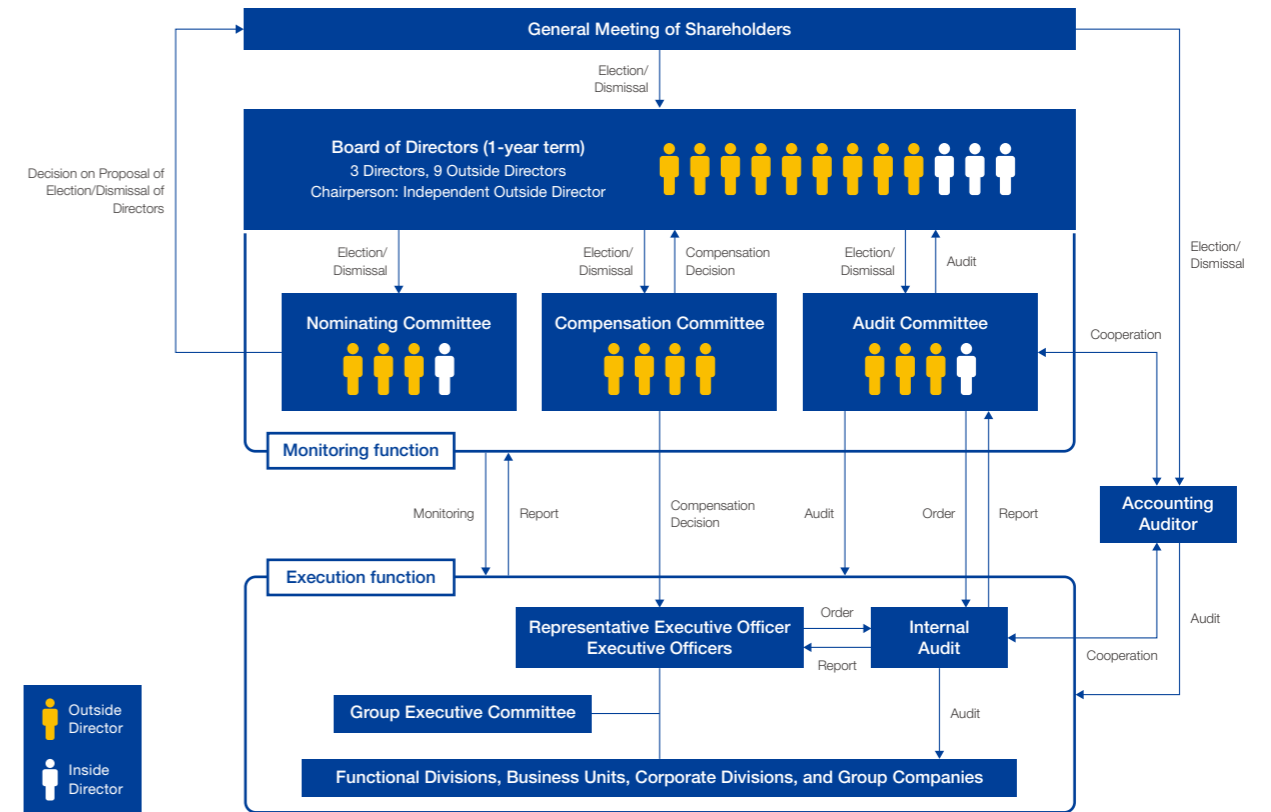 General Meeting of Shareholders
Election/
Dismissal
Board of Directors (1-year term)
3 Directors, 9 Outside Directors
Chairperson: Independent Outside Director
Decision on Proposal of
Election/Dismissal of
Directors
Election/
Dismissal
Election/
Dismissal
Compensation
Decision
Election/
Dismissal
Audit
Election/
Dismissal
Nominating Committee
Compensation Committee
Audit Committee
Cooperation
Monitoring function
Monitoring
Report
Compensation
Decision
Audit
Order
Report
Accounting
Auditor
Execution function
Representative Executive Officer
Executive Officers
Order
Report
Internal
Audit
Cooperation
Audit
Group Executive Committee
Audit
Functional Divisions, Business Units, Corporate Divisions, and Group Companies
Outside
Director
Inside
Director